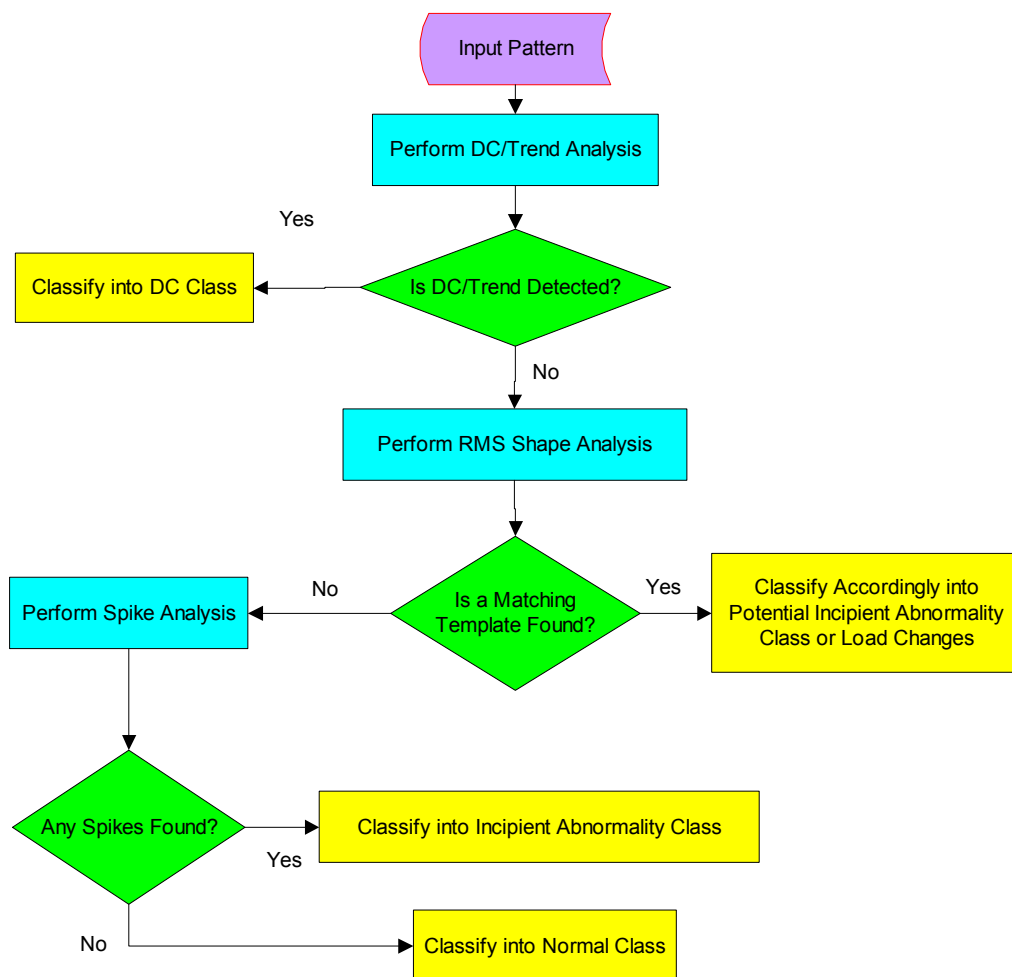 Input Pattern
Perform DC/Trend Analysis
Yes
Classify into DC Class
Is DC/Trend Detected?
No
Perform RMS Shape Analysis
No
Yes
Perform Spike Analysis
Is a Matching
Template Found?
Classify Accordingly into
Potential Incipient Abnormality
Class or Load Changes
Any Spikes Found?
Classify into Incipient Abnormality Class
Yes
No
Classify into Normal Class